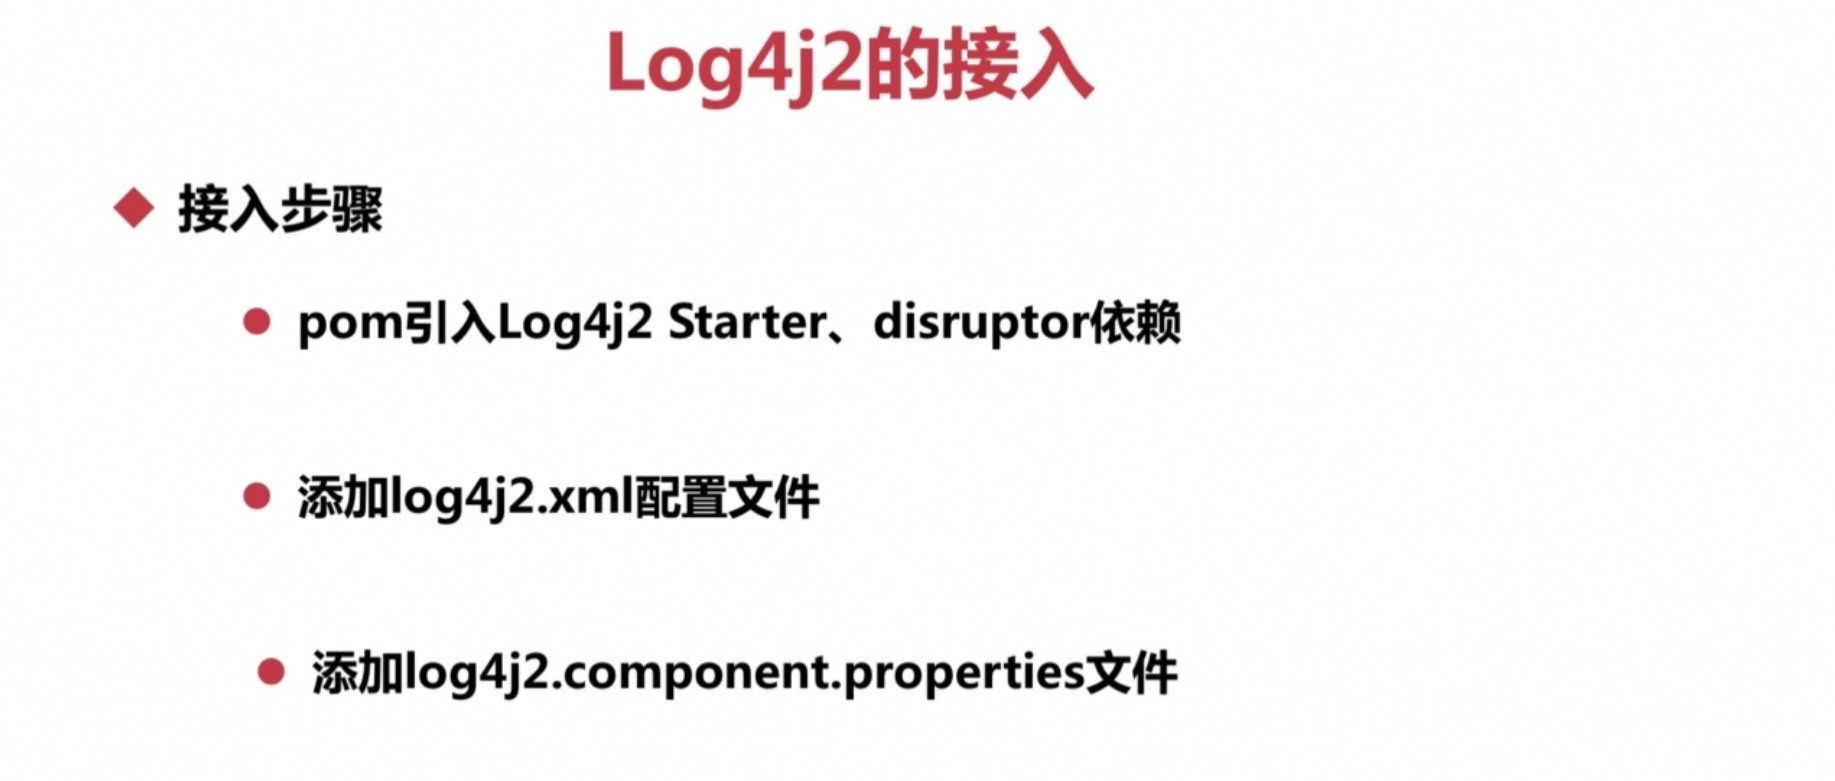 Log4j2的接入
接入步骤
pom引入Log4j2 Starter、disruptor依赖
添加log4j2.xml配置文件
添加log4j2.component.properties文件